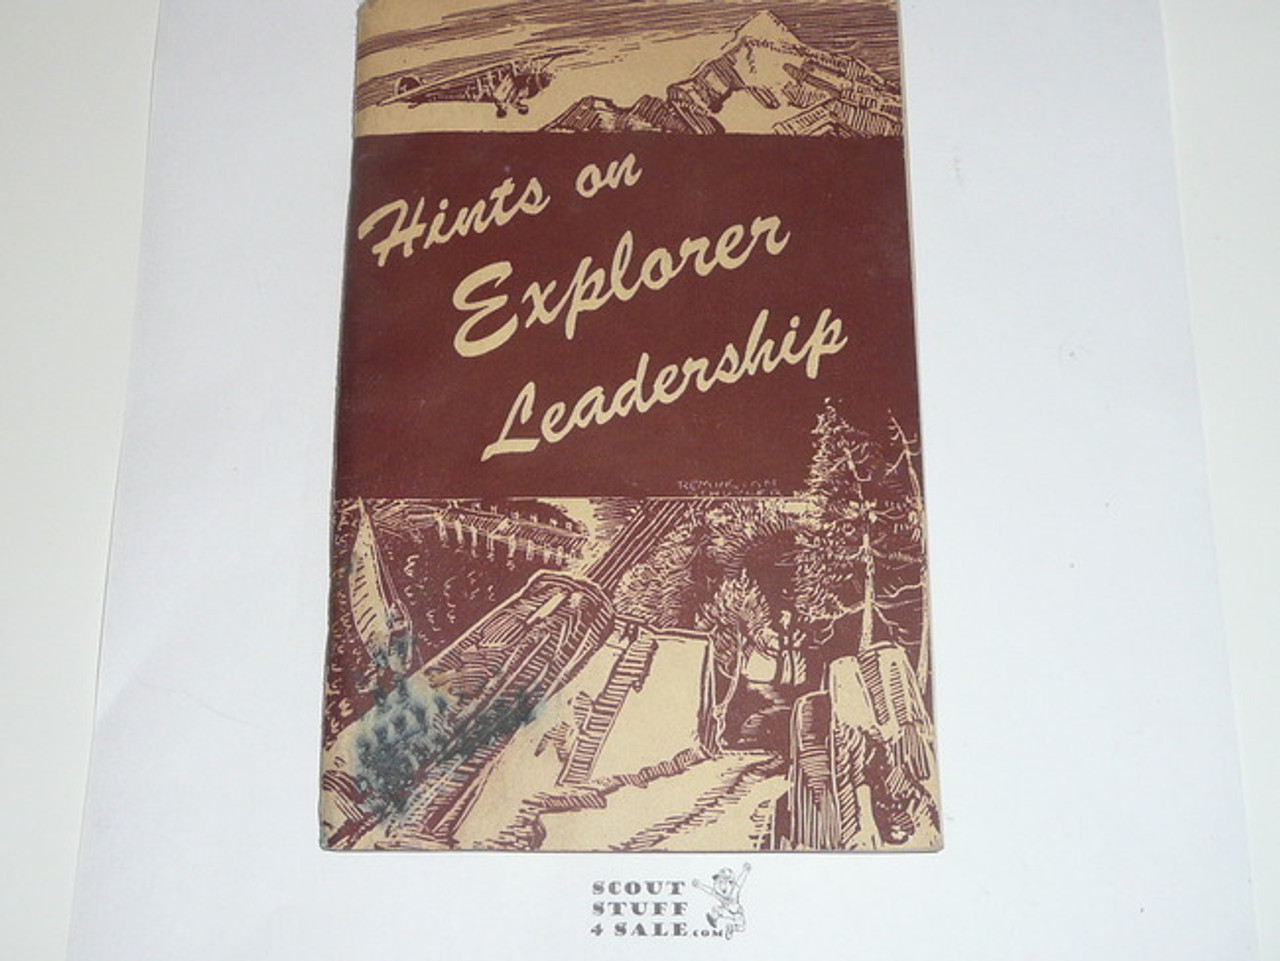 Hints on
Explorer
Leadership
SCOUT
STUFF
4 SALE.COM